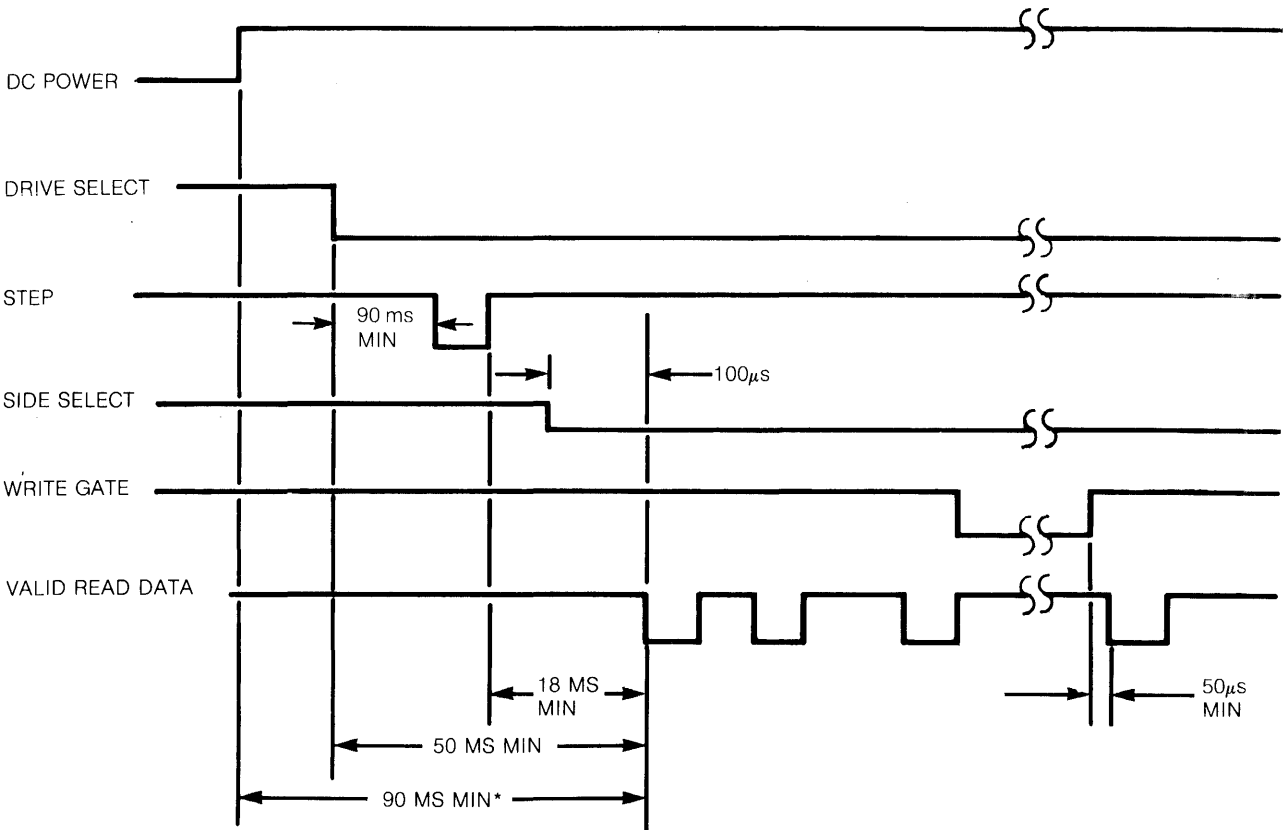 DC POWER
DRIVE SELECT
STEP
90 ms
MIN
100µs
SIDE SELECT
WRITE GATE
VALID READ DATA
18 MS
MIN
50µs
MIN
50 MS MIN
90 MS MIN*